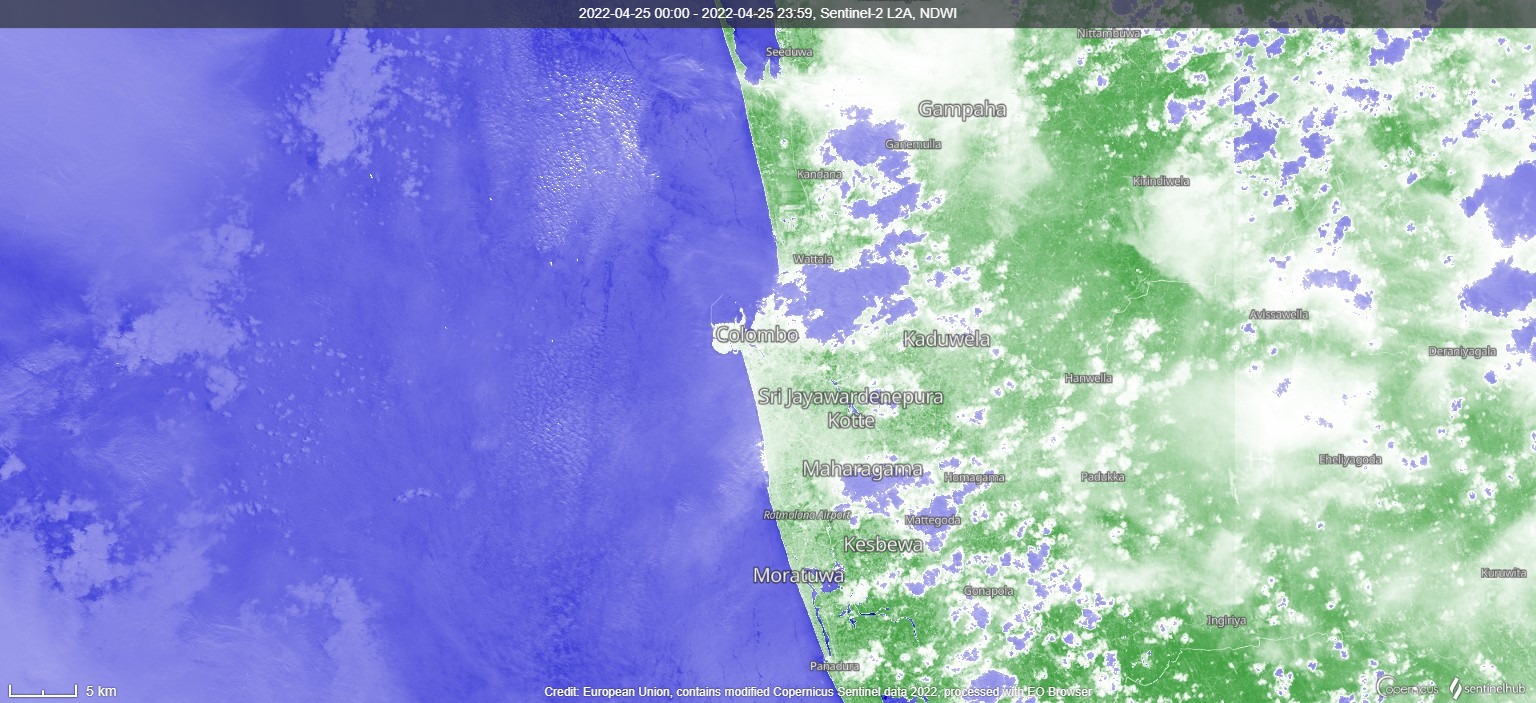 2022-04-25 00:00 - 2022-04-25 23:59, Sentinel-2 L2A, NDWI
Nittambuwa
Seeduwa
Gampaha
Ganemulla
Kandana
Kirindiwela
Wattala
Avissawella
Colombo
Kaduwela
Deraniyagala
Hanwella
Sri Jayawardenepura
Kotte
Eheliyagoda
Maharagama
Homagama
Padukka
Ratmalana Airport
Mattegoda
Kesbewa
Moratuwa
Kuruwita
Gonapola
Ingiriya
Panadura
5 km
Credit: European Union, contains modified Copernicus Sentinel data 2022, processed with EO Browser
Copernicus
sentinelhub